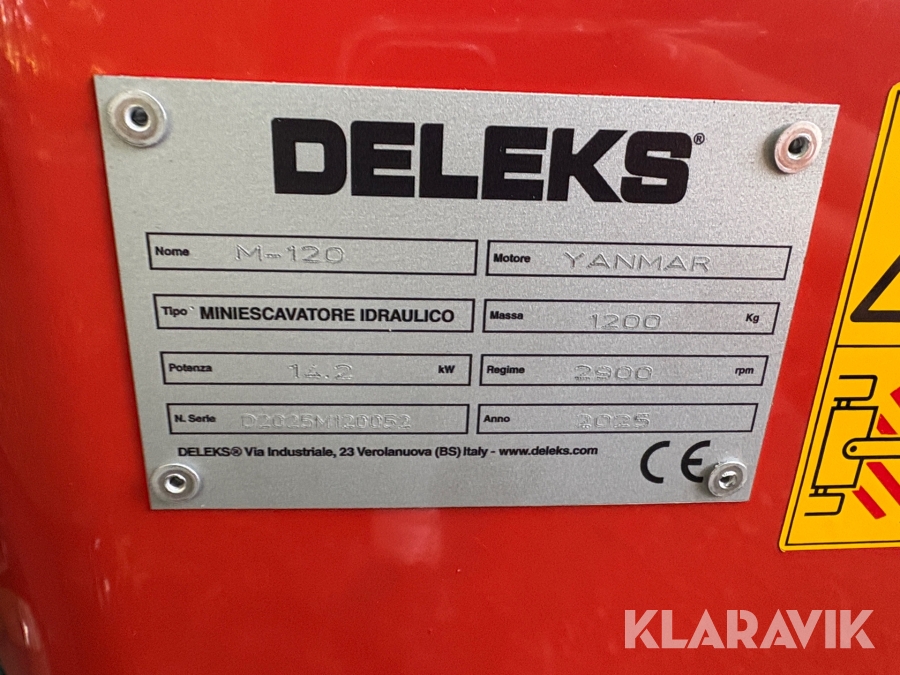 DELEKS®
Nome M-120 Motore YANMAR
Tipo MINIESCAVATORE IDRAULICO Massa 1200 Kg
Potenza 14.2 kW Regime 2900 rpm
N. Serie D2025M120052 Anno 2025
DELEKS® Via Industriale, 23 Verolanuova (BS) Italy - www.deleks.com CE
KLARAVIK